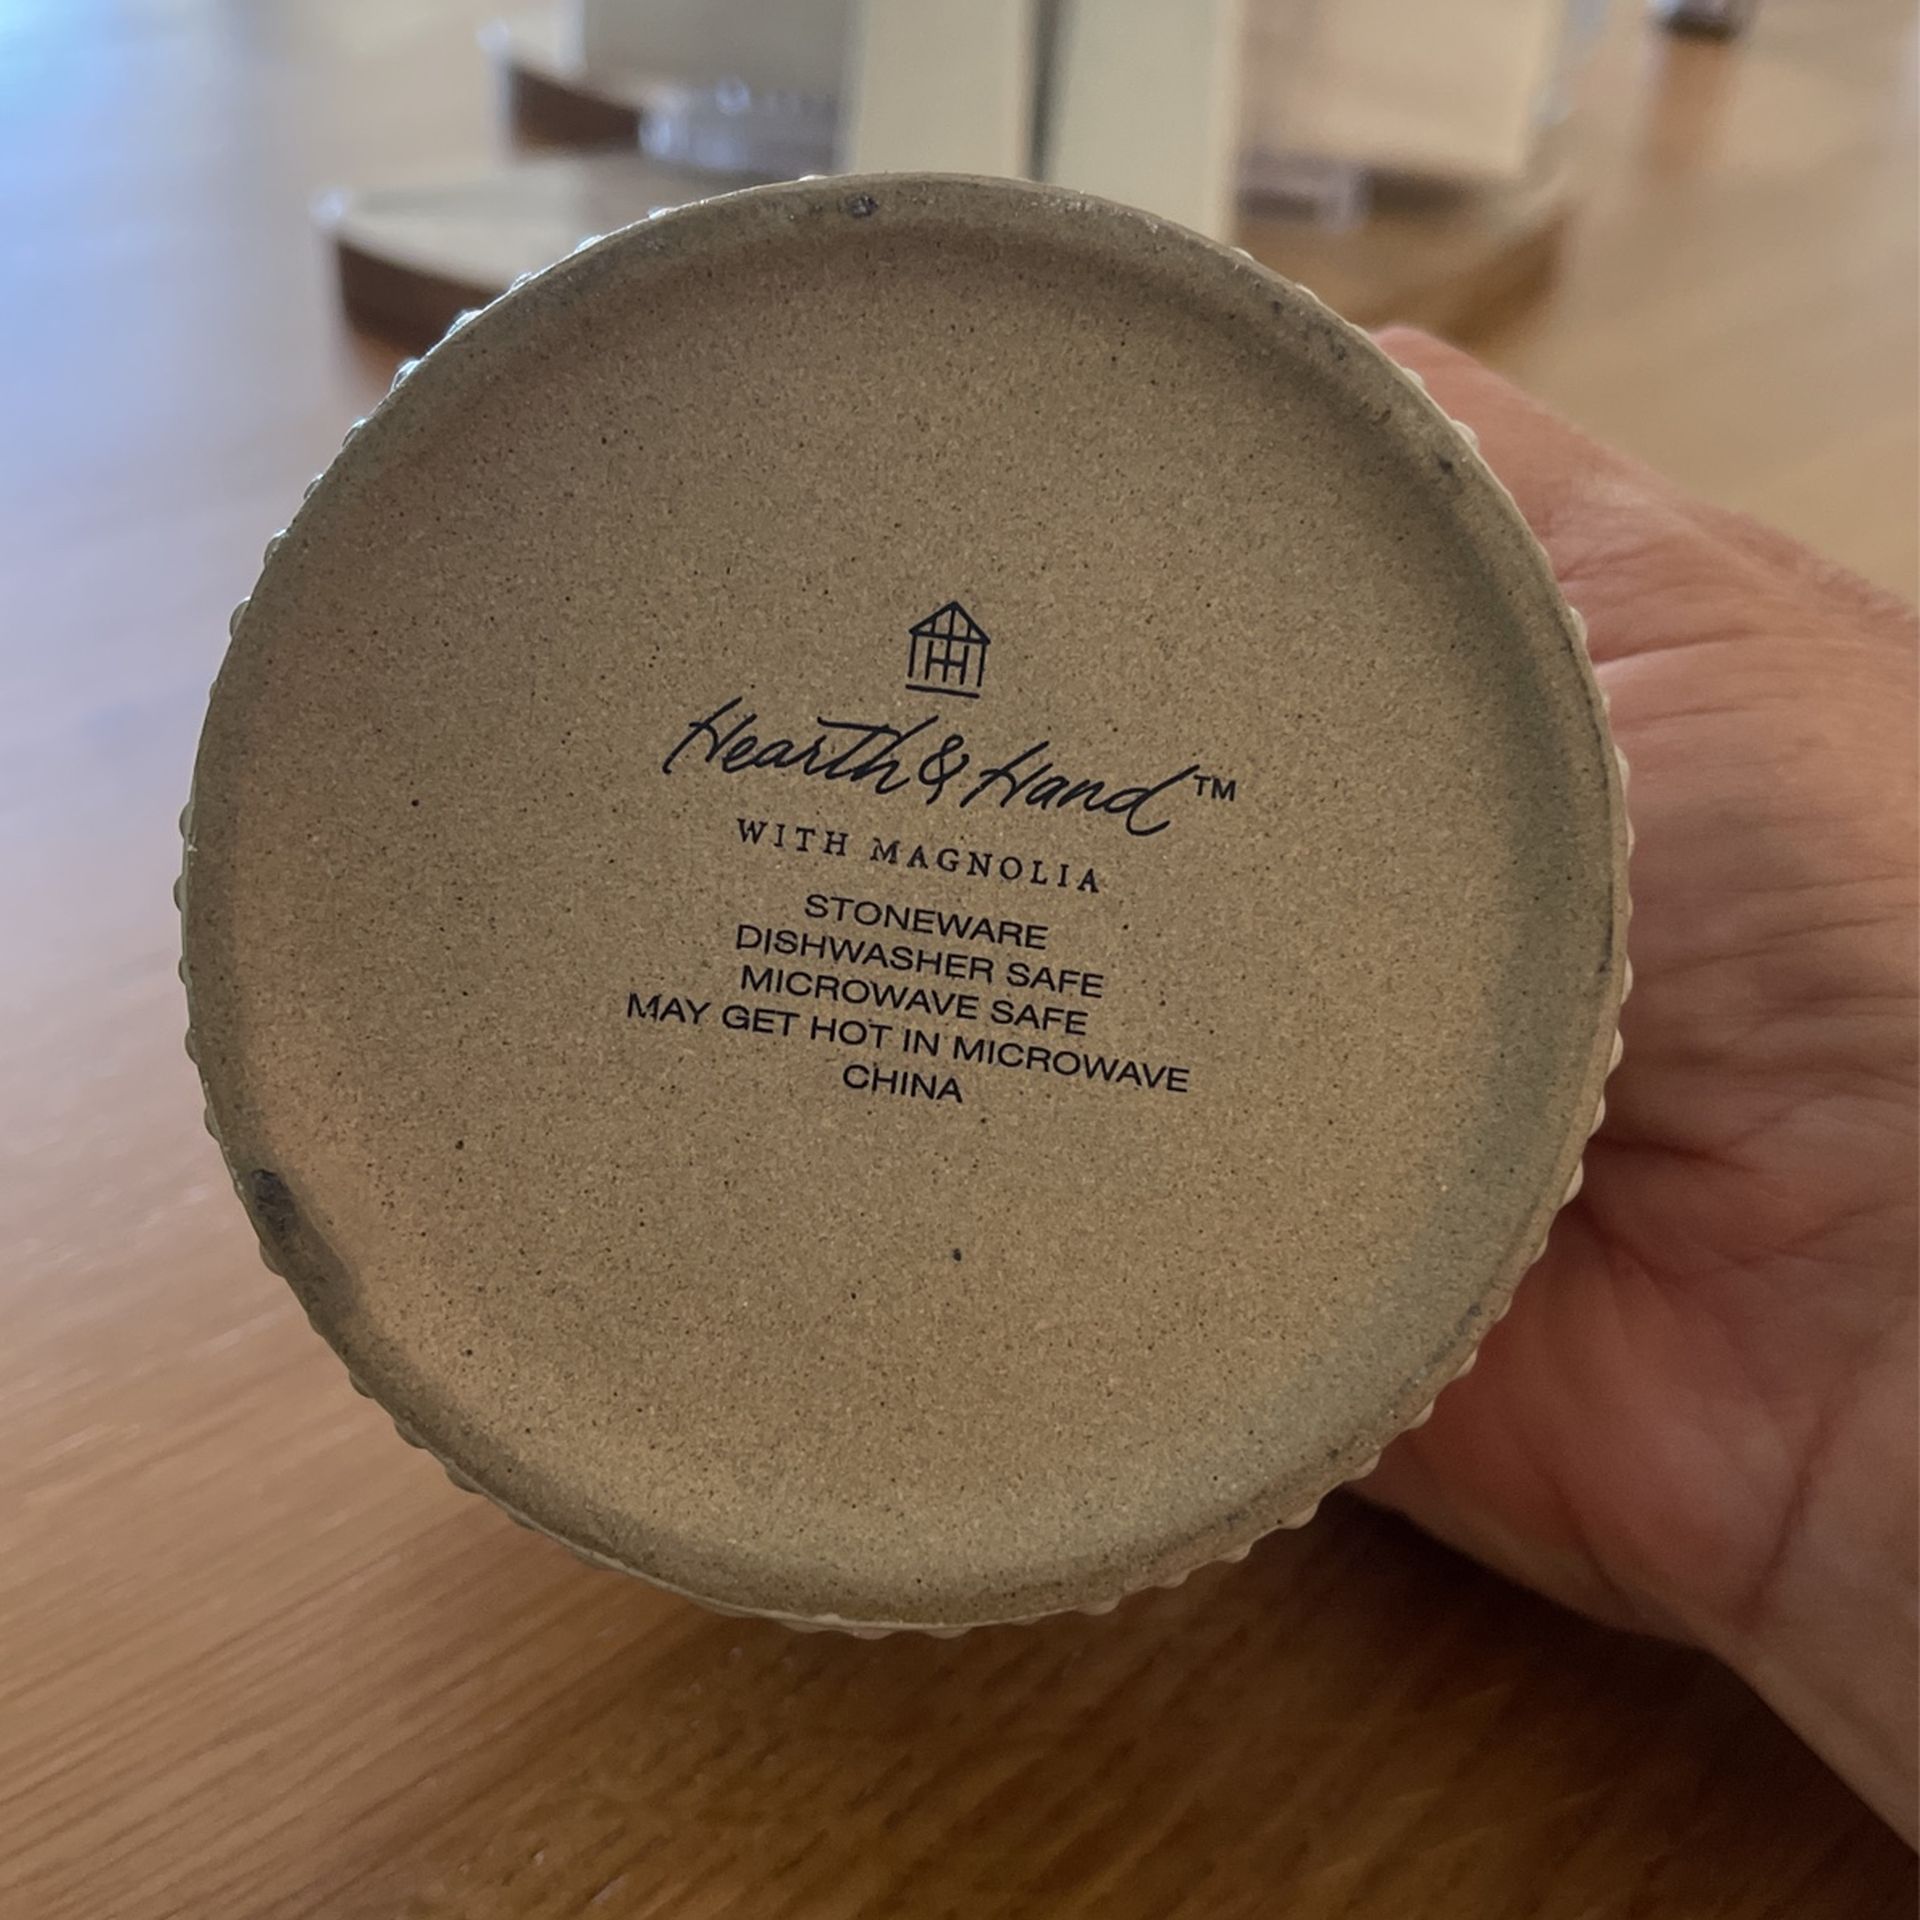 Hearth & Hand™
WITH MAGNOLIA
STONEWARE
DISHWASHER SAFE
MICROWAVE SAFE
MAY GET HOT IN MICROWAVE
CHINA